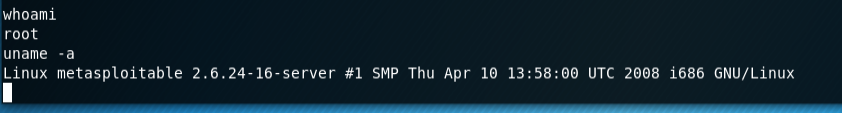 whoami
root
uname -a
Linux metasploitable 2.6.24-16-server #1 SMP Thu Apr 10 13:58:00 UTC 2008 i686 GNU/Linux